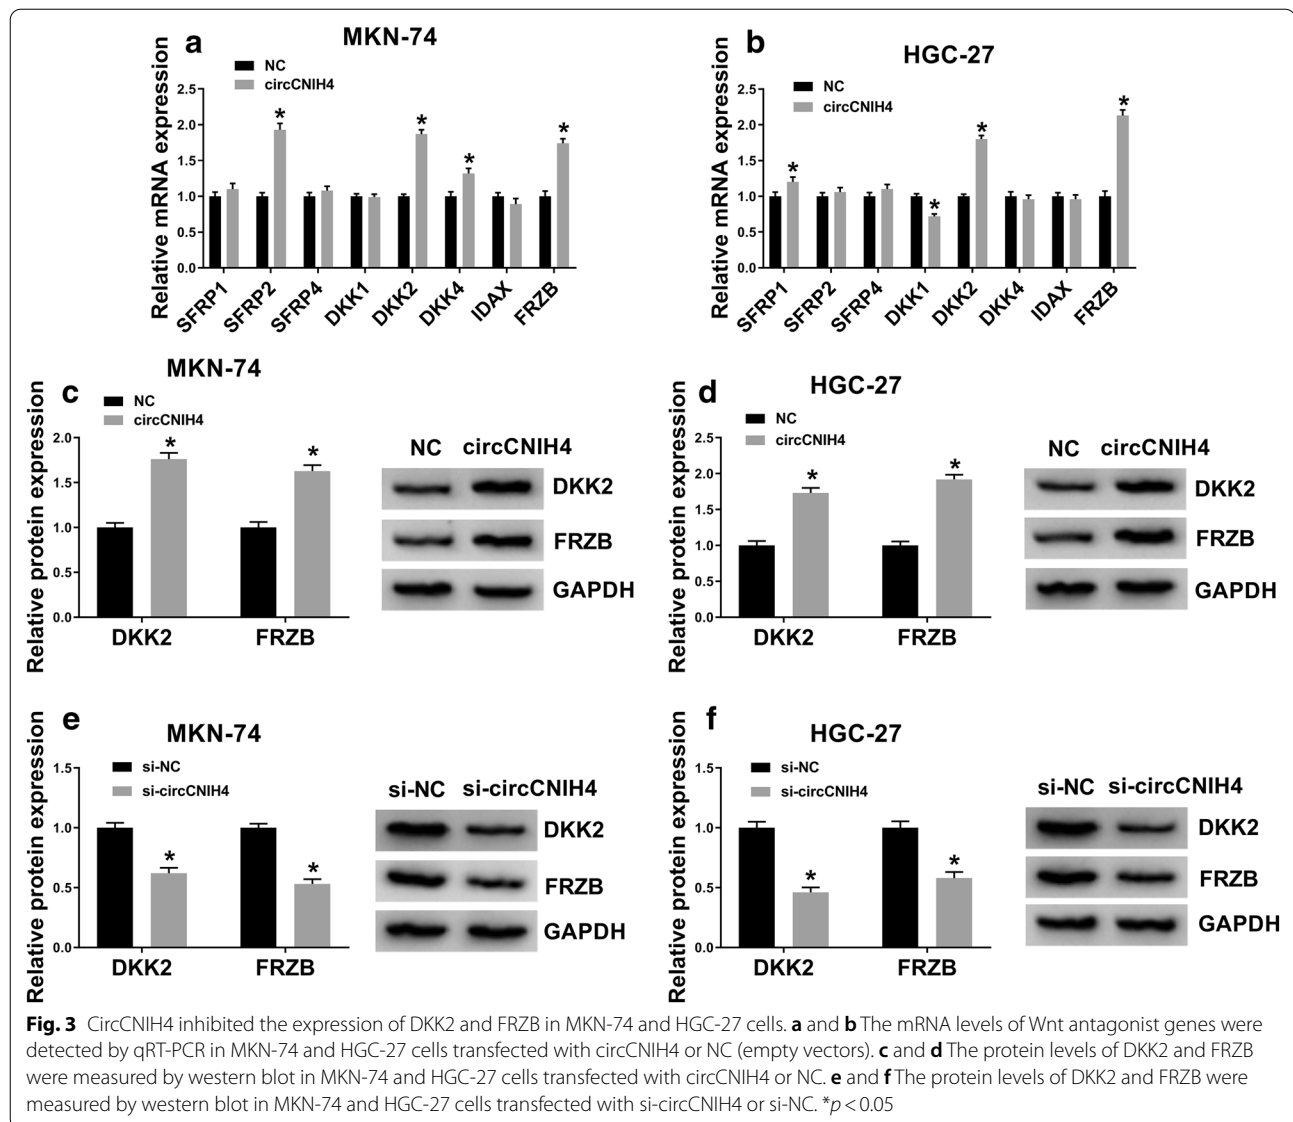 a
MKN-74
NC
circCNIH4
Relative mRNA expression
2.5
2.0
1.5
1.0
0.5
0.0
* * * *
SFRP1 SFRP2 SFRP4 DKK1 DKK2 DKK4 IDAX FRZB
b
HGC-27
NC
circCNIH4
Relative mRNA expression
2.5
2.0
1.5
1.0
0.5
0.0
* * * *
SFRP1 SFRP2 SFRP4 DKK1 DKK2 DKK4 IDAX FRZB
c
MKN-74
NC
circCNIH4
Relative protein expression
2.0
1.5
1.0
0.5
0.0
* *
DKK2 FRZB
NC circCNIH4
DKK2
FRZB
GAPDH
d
HGC-27
NC
circCNIH4
Relative protein expression
2.5
2.0
1.5
1.0
0.5
0.0
* *
DKK2 FRZB
NC circCNIH4
DKK2
FRZB
GAPDH
e
MKN-74
si-NC
si-circCNIH4
Relative protein expression
1.5
1.0
0.5
0.0
* *
DKK2 FRZB
si-NC si-circCNIH4
DKK2
FRZB
GAPDH
f
HGC-27
si-NC
si-circCNIH4
Relative protein expression
1.5
1.0
0.5
0.0
* *
DKK2 FRZB
si-NC si-circCNIH4
DKK2
FRZB
GAPDH
Fig. 3 CircCNIH4 inhibited the expression of DKK2 and FRZB in MKN-74 and HGC-27 cells. a and b The mRNA levels of Wnt antagonist genes were
detected by qRT-PCR in MKN-74 and HGC-27 cells transfected with circCNIH4 or NC (empty vectors). c and d The protein levels of DKK2 and FRZB
were measured by western blot in MKN-74 and HGC-27 cells transfected with circCNIH4 or NC. e and f The protein levels of DKK2 and FRZB were
measured by western blot in MKN-74 and HGC-27 cells transfected with si-circCNIH4 or si-NC. *p < 0.05